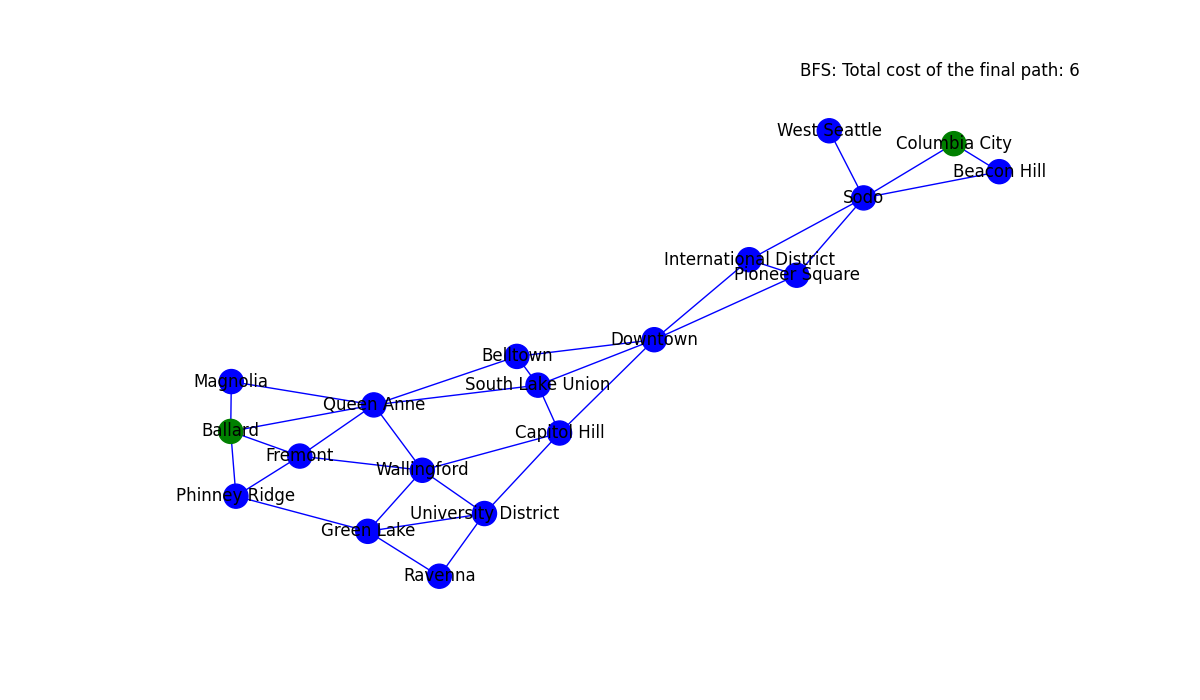 BFS: Total cost of the final path: 6
West Seattle
Columbia City
Beacon Hill
Sodo
International District
Pioneer Square
Downtown
Belltown
Magnolia
South Lake Union
Queen Anne
Ballard
Capitol Hill
Fremont
Wallingford
Phinney Ridge
University District
Green Lake
Ravenna